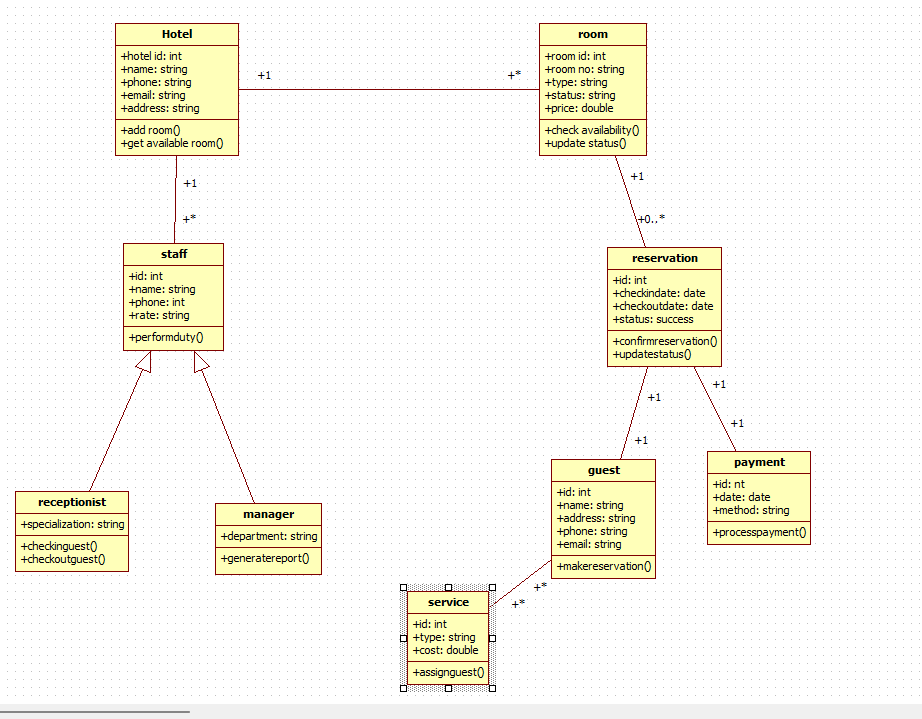 Hotel
+hotel id: int
+name: string
+phone: string
+email: string
+address: string
+add room()
+get available room()
+1
+*
room
+room id: int
+room no: string
+type: string
+status: string
+price: double
+check availability()
+update status()
+1
+*
+1
+0..*
staff
+id: int
+name: string
+phone: int
+rate: string
+performduty()
reservation
+id: int
+checkindate: date
+checkoutdate: date
+status: success
+confirmreservation()
+updatestatus()
+1
+1
+1
+1
receptionist
+specialization: string
+checkinguest()
+checkoutguest()
manager
+department: string
+generatereport()
guest
+id: int
+name: string
+address: string
+phone: string
+email: string
+makereservation()
payment
+id: nt
+date: date
+method: string
+processpayment()
+*
+*
service
+id: int
+type: string
+cost: double
+assignguest()